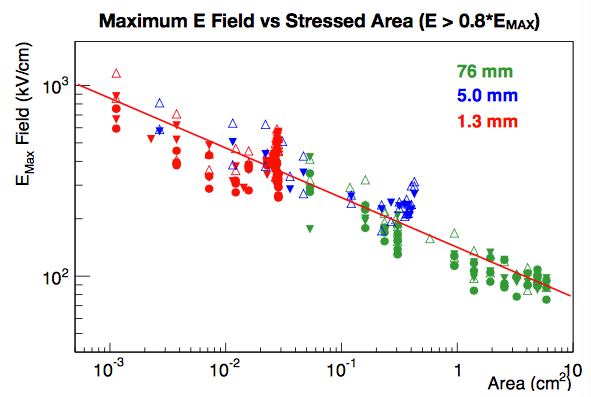 Maximum E Field vs Stressed Area (E > 0.8*EMAX)
EMax Field (kV/cm)
10³
10²
76 mm
5.0 mm
1.3 mm
10⁻³ 10⁻² 10⁻¹ 1 10
Area (cm²)